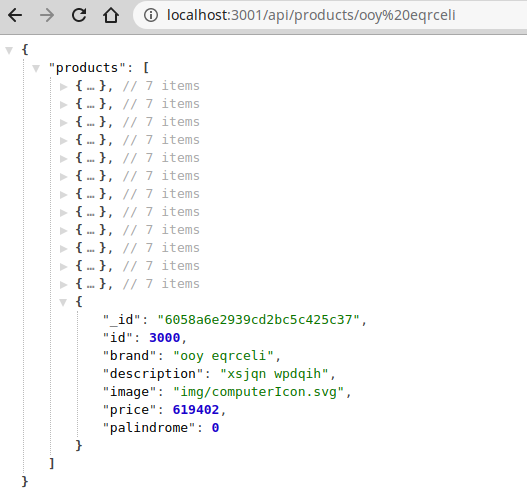 localhost:3001/api/products/ooy%20eqrceli
{
"products": [
{ … }, // 7 items
{ … }, // 7 items
{ … }, // 7 items
{ … }, // 7 items
{ … }, // 7 items
{ … }, // 7 items
{ … }, // 7 items
{ … }, // 7 items
{ … }, // 7 items
{ … }, // 7 items
{ … }, // 7 items
{ … }, // 7 items
{
"_id": "6058a6e2939cd2bc5c425c37",
"id": 3000,
"brand": "ooy eqrceli",
"description": "xsjqn wpdqih",
"image": "img/computerIcon.svg",
"price": 619402,
"palindrome": 0
}
]
}